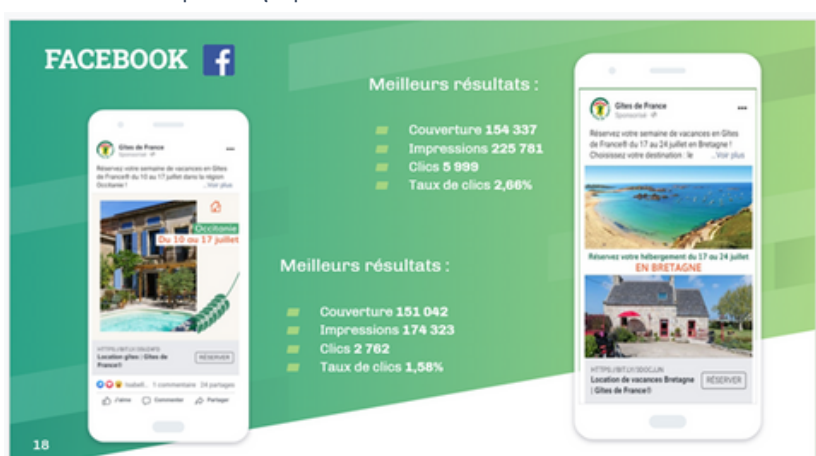 FACEBOOK
Meilleurs résultats :
Couverture 154 337
Impressions 225 781
Clics 5 999
Taux de clics 2,66%
Meilleurs résultats :
Couverture 151 042
Impressions 174 323
Clics 2 762
Taux de clics 1,58%
Gîtes de France
Sponsorisé
Réservez votre semaine de vacances en Gîtes
de France® du 10 au 17 juillet dans la région
Occitanie ! ...Voir plus
Occitanie
Du 10 au 17 juillet
Location gîtes : Gîtes de
France®
RÉSERVER
1 commentaire 24 partages
J'aime Commenter Partager
Gîtes de France
Sponsorisé
Réservez votre semaine de vacances en Gîtes
de France® du 17 au 24 juillet en Bretagne !
Choisissez votre destination : le ...Voir plus
Réservez votre hébergement du 17 au 24 juillet
EN BRETAGNE
Location de vacances Bretagne
| Gîtes de France®
RÉSERVER
18